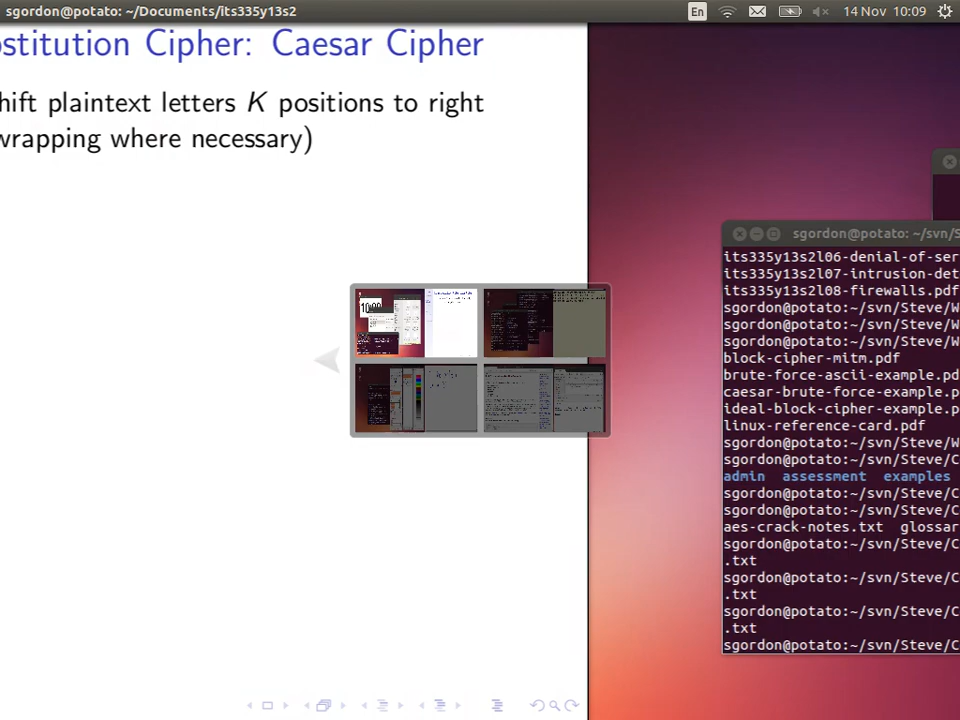 sgordon@potato: ~/Documents/its335y13s2
En
14 Nov 10:09
stitution Cipher: Caesar Cipher
hift plaintext letters K positions to right
wrapping where necessary)
10:09
sgordon@potato: ~/svn/S
its335y13s2l06-denial-of-ser
its335y13s2l07-intrusion-det
its335y13s2l08-firewalls.pdf
sgordon@potato:~/svn/Steve/W
sgordon@potato:~/svn/Steve/W
sgordon@potato:~/svn/Steve/W
block-cipher-mitm.pdf
brute-force-ascii-example.pd
caesar-brute-force-example.p
ideal-block-cipher-example.p
linux-reference-card.pdf
sgordon@potato:~/svn/Steve/W
sgordon@potato:~/svn/Steve/C
admin assessment examples
sgordon@potato:~/svn/Steve/C
sgordon@potato:~/svn/Steve/C
aes-crack-notes.txt glossar
sgordon@potato:~/svn/Steve/C
.txt
sgordon@potato:~/svn/Steve/C
.txt
sgordon@potato:~/svn/Steve/C
.txt
sgordon@potato:~/svn/Steve/C